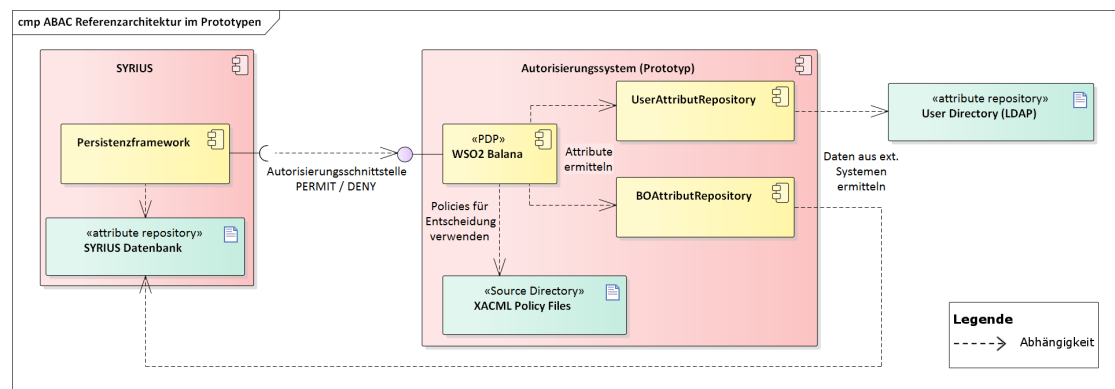 cmp ABAC Referenzarchitektur im Prototypen
SYRIUS
Persistenzframework
«attribute repository»
SYRIUS Datenbank
Autorisierungsschnittstelle
PERMIT / DENY
Autorisierungssystem (Prototyp)
«PDP»
WSO2 Balana
UserAttributRepository
Attribute
ermitteln
BOAttributRepository
Policies für
Entscheidung
verwenden
«Source Directory»
XACML Policy Files
«attribute repository»
User Directory (LDAP)
Daten aus ext.
Systemen
ermitteln
Legende
Abhängigkeit